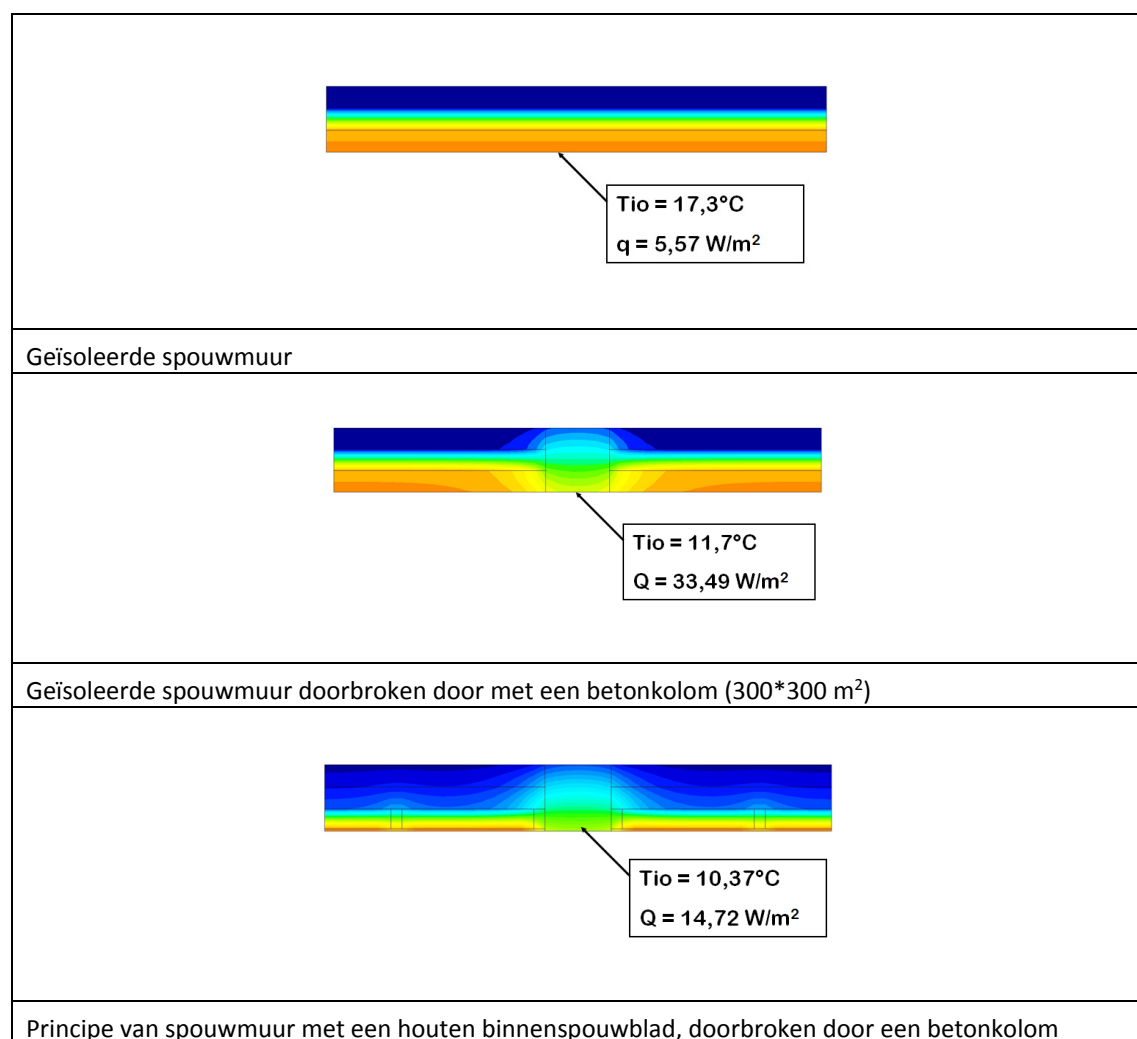 Tio = 17,3°C
q = 5,57 W/m²
Geïsoleerde spouwmuur
Tio = 11,7°C
Q = 33,49 W/m²
Geïsoleerde spouwmuur doorbroken door met een betonkolom (300*300 m²)
Tio = 10,37°C
Q = 14,72 W/m²
Principe van spouwmuur met een houten binnenspouwblad, doorbroken door een betonkolom